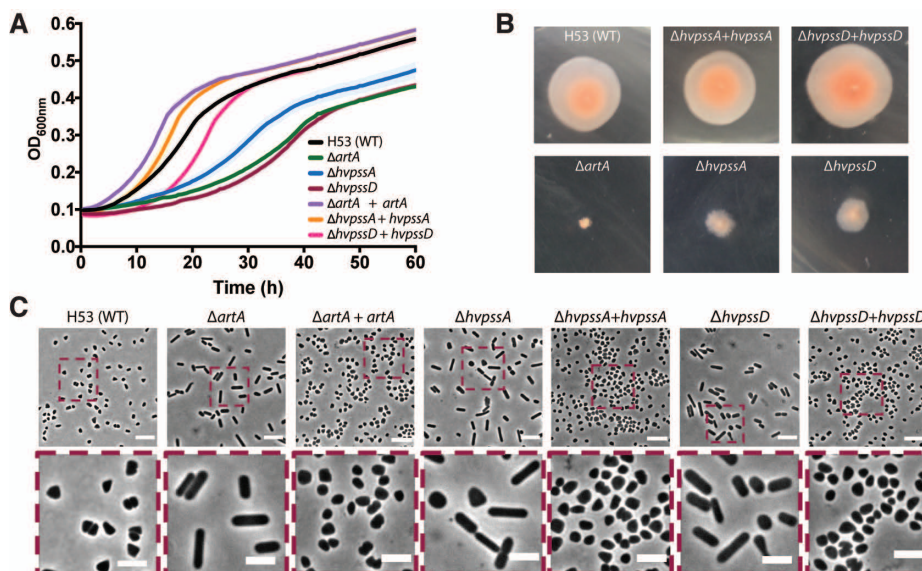 A
0.6
0.5
0.4
0.3
0.2
0.1
0.0
OD600nm
0 10 20 30 40 50 60
Time (h)
H53 (WT)
ΔartA
ΔhvpssA
ΔhvpssD
ΔartA + artA
ΔhvpssA + hvpssA
ΔhvpssD + hvpssD
B
H53 (WT) ΔhvpssA+hvpssA ΔhvpssD+hvpssD
ΔartA ΔhvpssA ΔhvpssD
C
H53 (WT) ΔartA ΔartA + artA ΔhvpssA ΔhvpssA+hvpssA ΔhvpssD ΔhvpssD+hvpssD